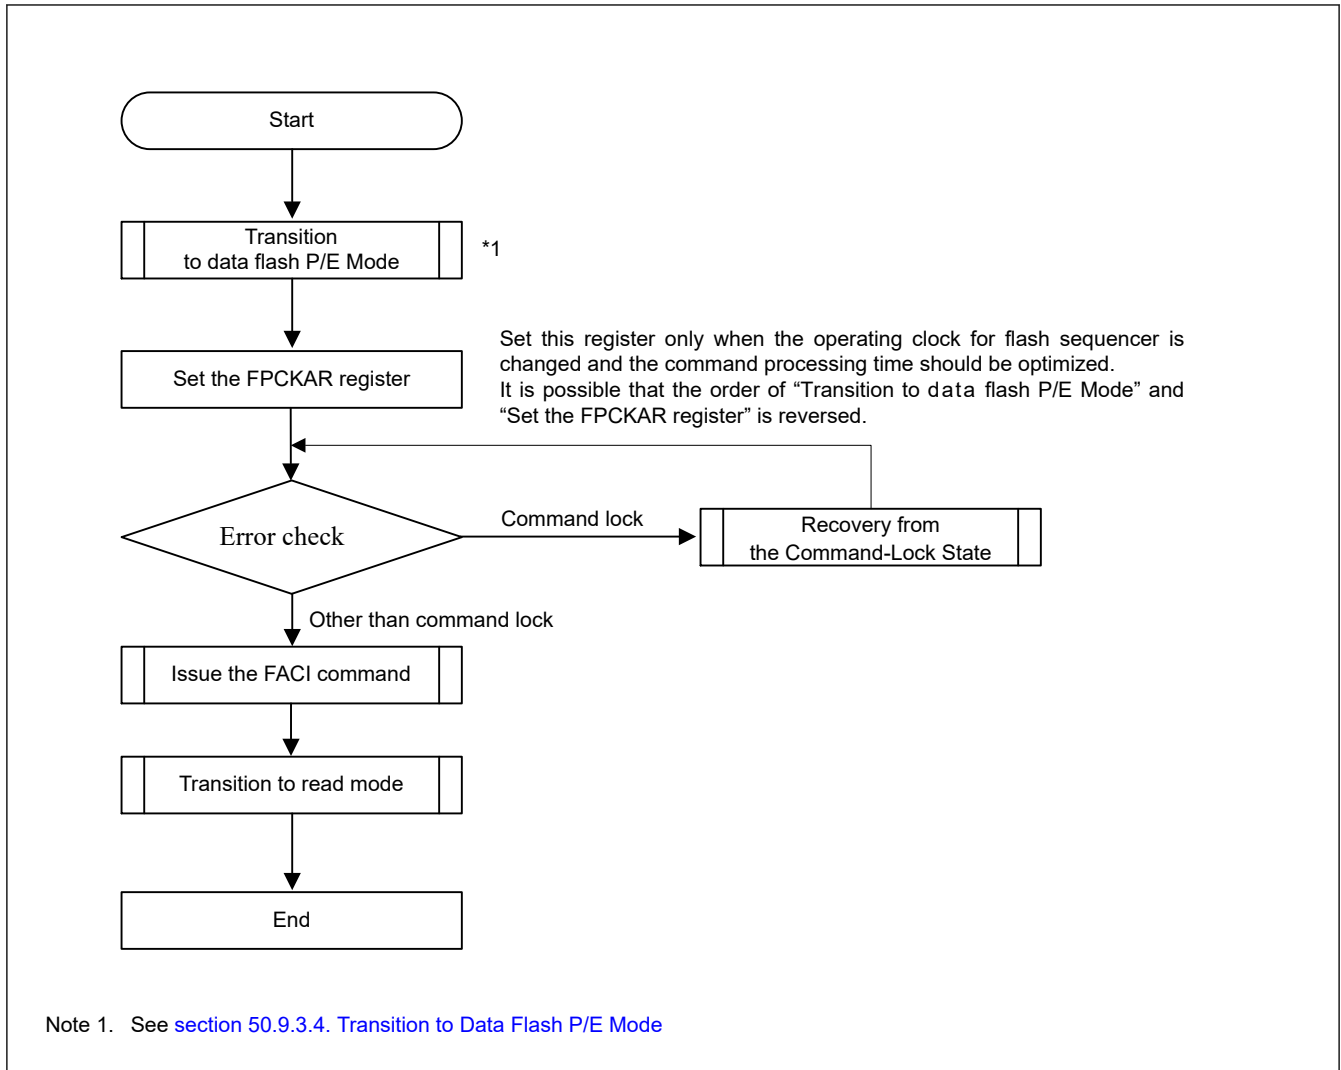 Start
Transition
to data flash P/E Mode
*1
Set the FPCKAR register
Set this register only when the operating clock for flash sequencer is
changed and the command processing time should be optimized.
It is possible that the order of “Transition to data flash P/E Mode” and
“Set the FPCKAR register” is reversed.
Error check
Command lock
Recovery from
the Command-Lock State
Other than command lock
Issue the FACI command
Transition to read mode
End
Note 1. See section 50.9.3.4. Transition to Data Flash P/E Mode